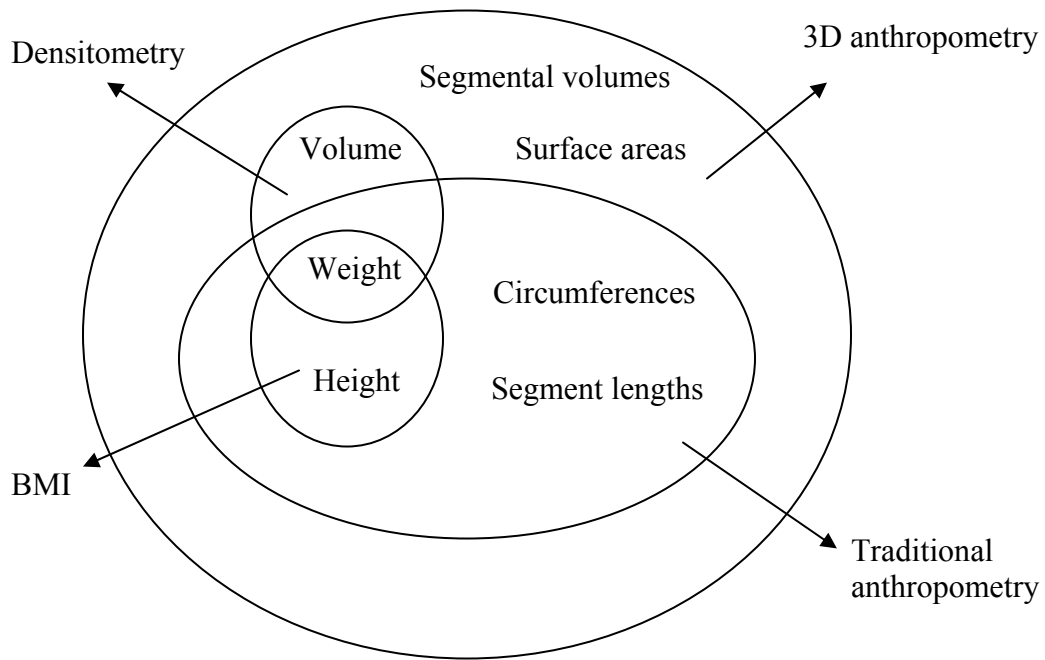 Densitometry
3D anthropometry
Segmental volumes
Volume
Surface areas
Weight
Circumferences
Height
Segment lengths
BMI
Traditional
anthropometry